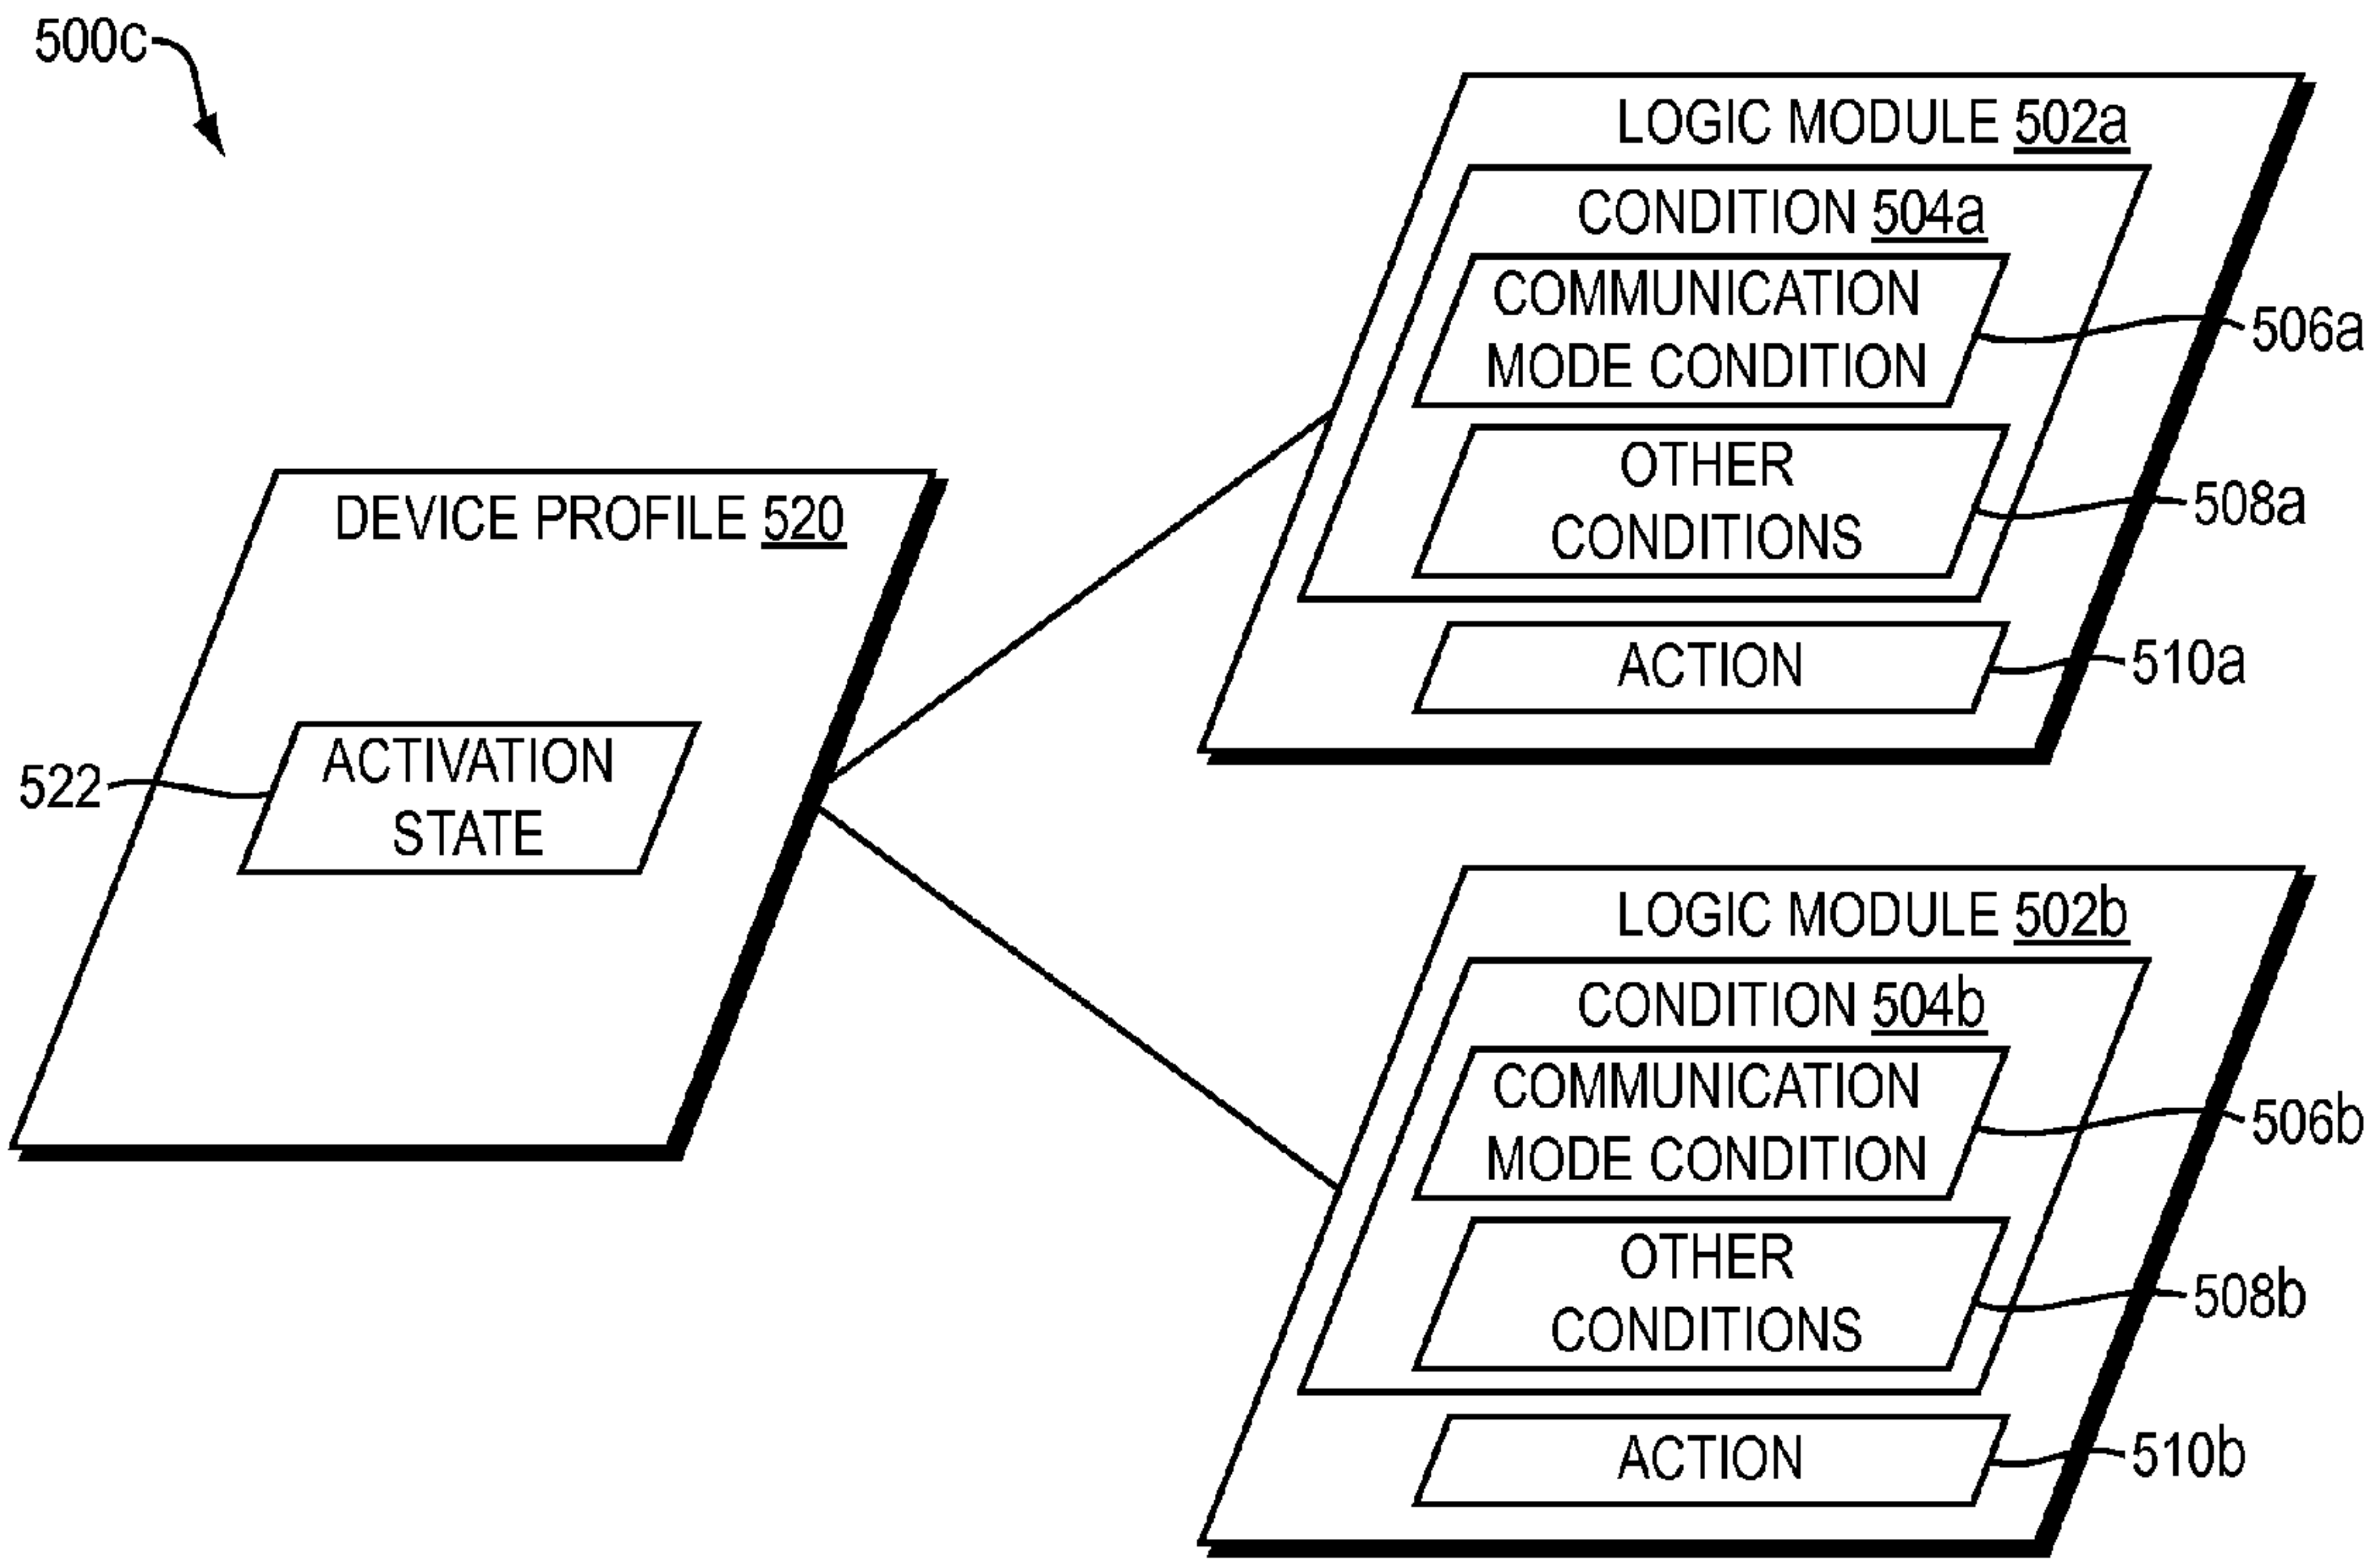 500c
LOGIC MODULE 502a
CONDITION 504a
COMMUNICATION
MODE CONDITION
506a
OTHER
CONDITIONS
508a
ACTION
510a
DEVICE PROFILE 520
ACTIVATION
STATE
522
LOGIC MODULE 502b
CONDITION 504b
COMMUNICATION
MODE CONDITION
506b
OTHER
CONDITIONS
508b
ACTION
510b